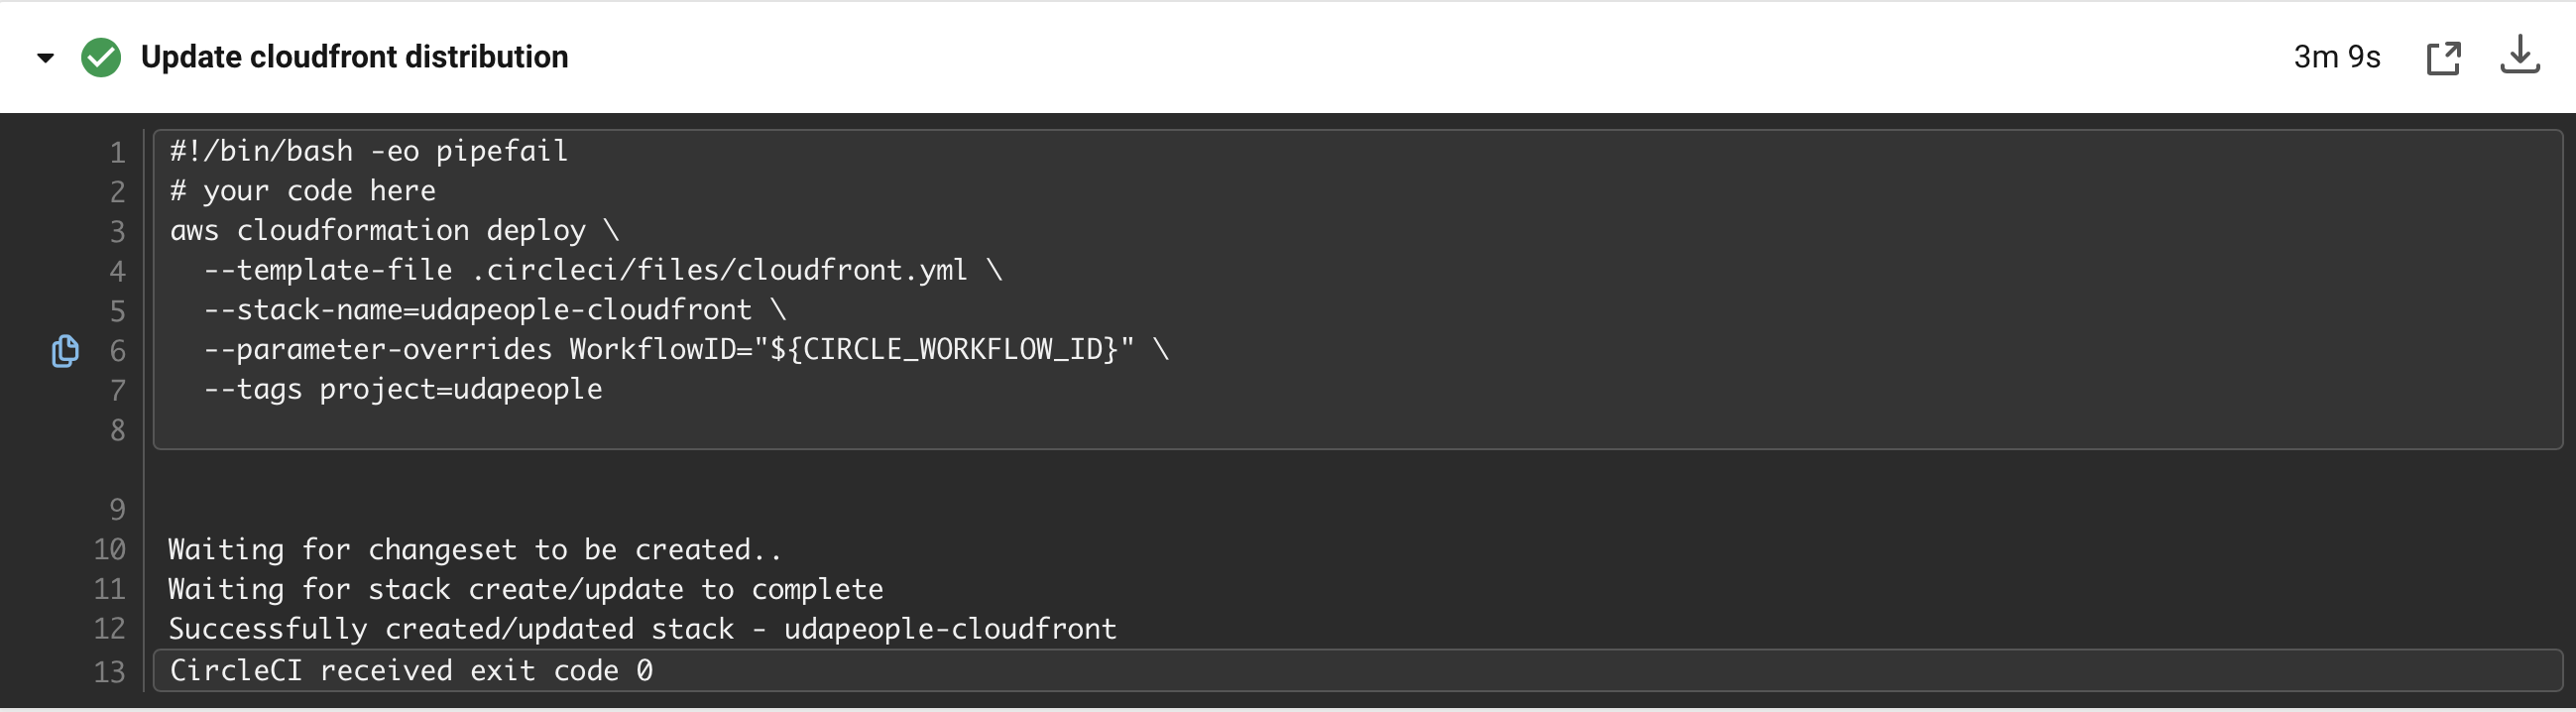 Update cloudfront distribution
3m 9s
1 #!/bin/bash -eo pipefail
2 # your code here
3 aws cloudformation deploy \
4   --template-file .circleci/files/cloudfront.yml \
5   --stack-name=udapeople-cloudfront \
6   --parameter-overrides WorkflowID="${CIRCLE_WORKFLOW_ID}" \
7   --tags project=udapeople
8
9
10 Waiting for changeset to be created..
11 Waiting for stack create/update to complete
12 Successfully created/updated stack - udapeople-cloudfront
13 CircleCI received exit code 0